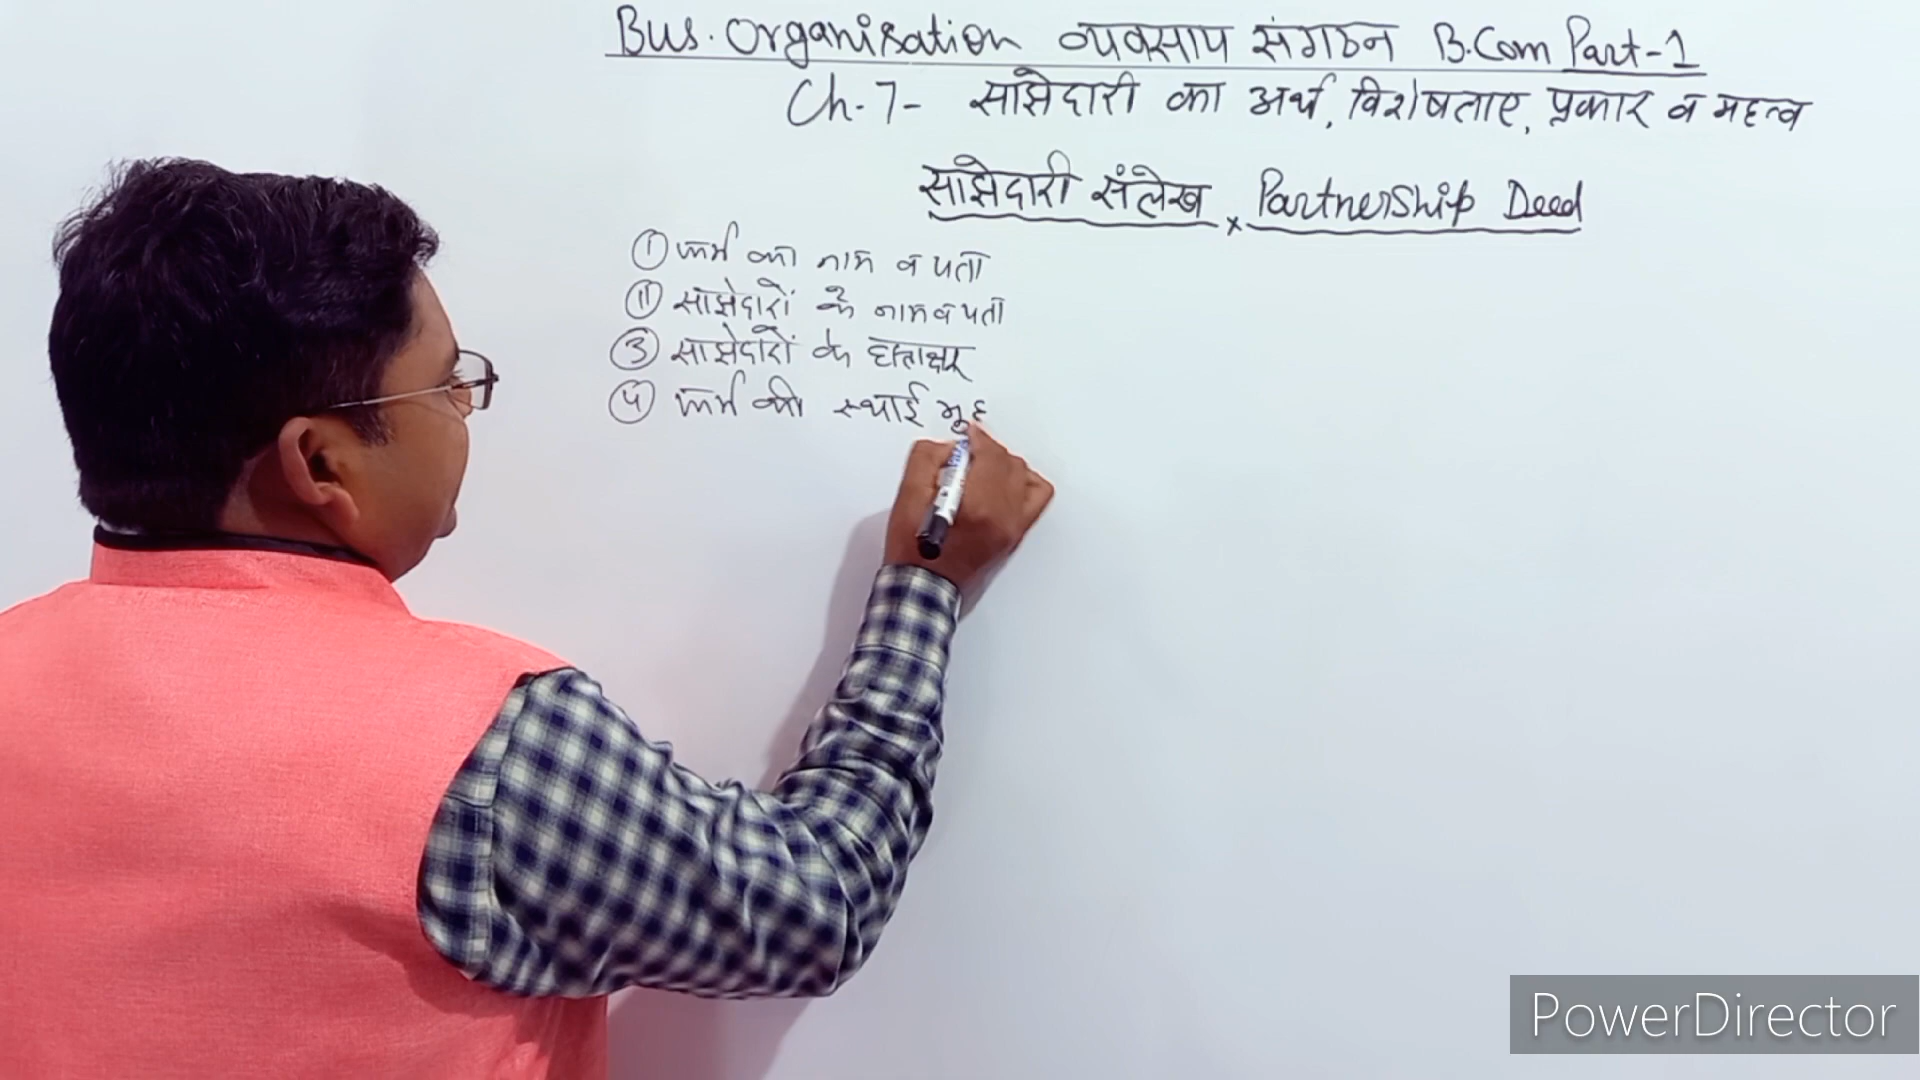 Bus. Organisation व्यवसाय संगठन B.Com Part-1
Ch-7- साझेदारी का अर्थ, विशेषताए, प्रकार व महत्व
साझेदारी संलेख x Partnership Deed
① फर्म का नाम व पता
⑪ साझेदारों के नाम व पता
③ साझेदारों के हस्ताक्षर
④ फर्म की स्थाई मुह
PowerDirector